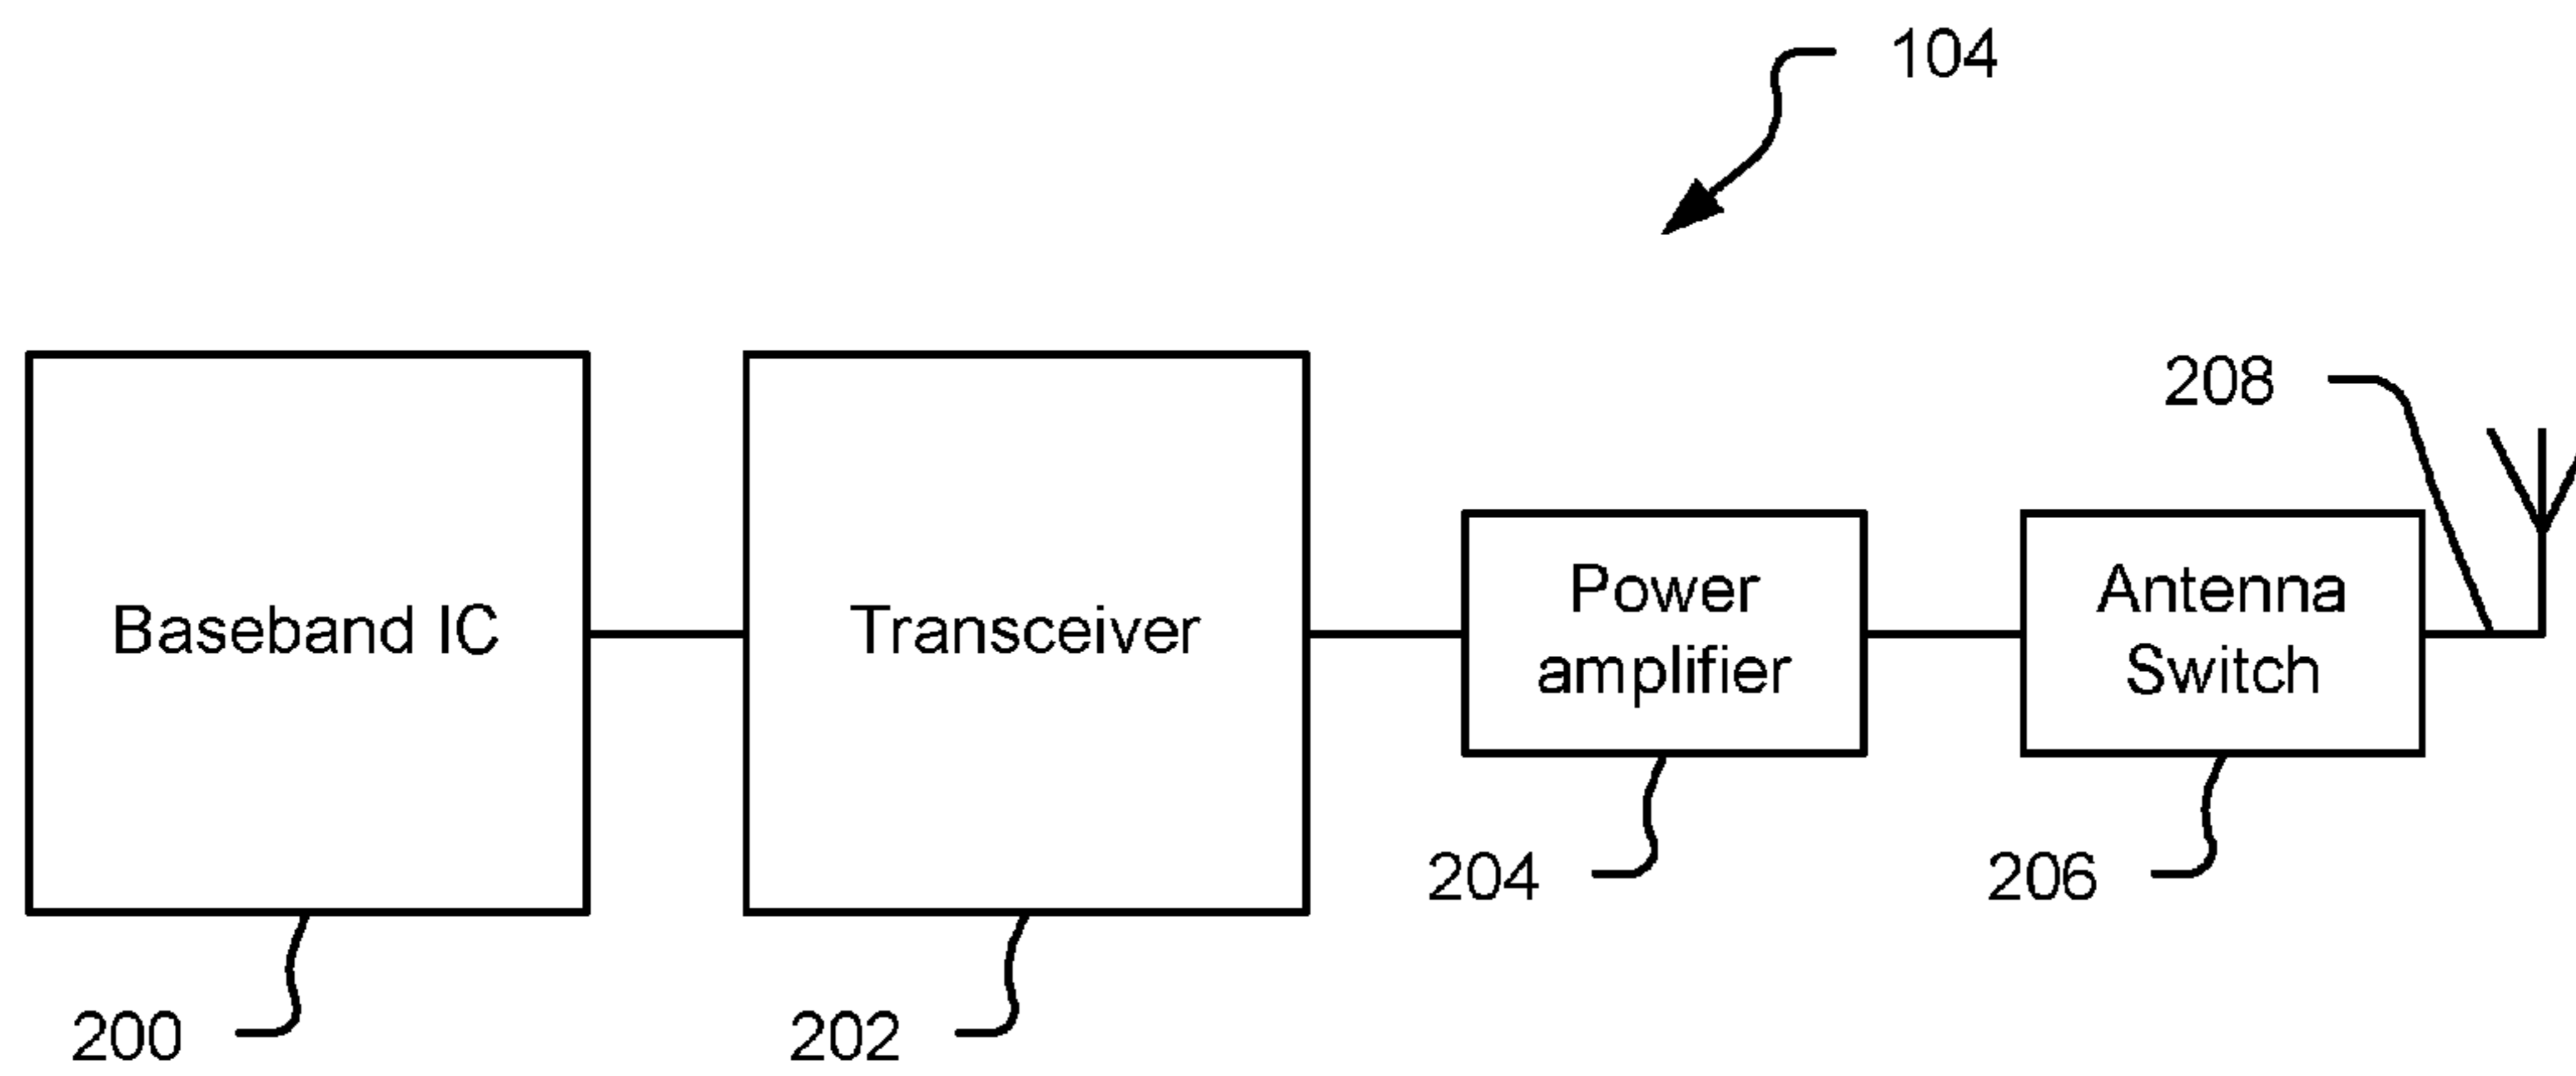 104
208
Baseband IC
Transceiver
Power
amplifier
Antenna
Switch
204
206
200
202